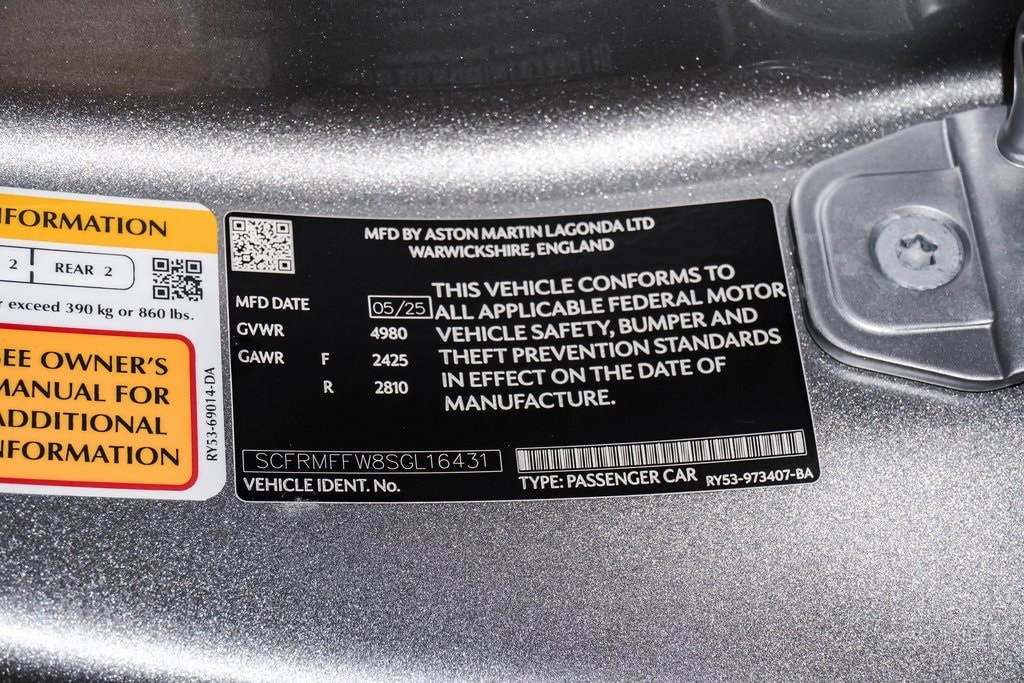 INFORMATION
2 REAR 2
exceed 390 kg or 860 lbs.
SEE OWNER'S
MANUAL FOR
ADDITIONAL
INFORMATION
RY53-69014-DA
MFD BY ASTON MARTIN LAGONDA LTD
WARWICKSHIRE, ENGLAND
MFD DATE 05/25
GVWR 4980
GAWR F 2425
R 2810
THIS VEHICLE CONFORMS TO
ALL APPLICABLE FEDERAL MOTOR
VEHICLE SAFETY, BUMPER AND
THEFT PREVENTION STANDARDS
IN EFFECT ON THE DATE OF
MANUFACTURE.
SCFRMFFW8SGL16431
VEHICLE IDENT. No.
TYPE: PASSENGER CAR
RY53-973407-BA